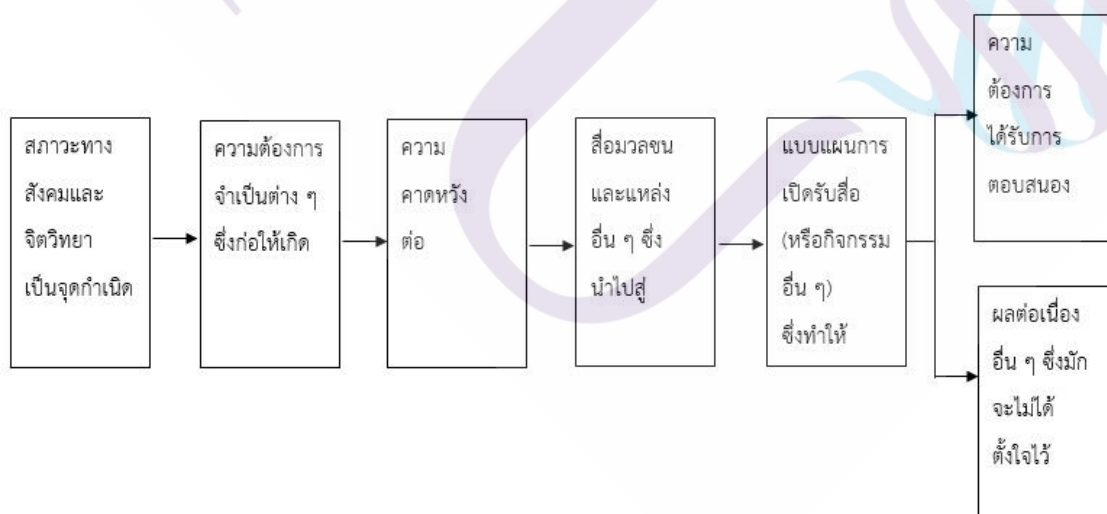 สภาวะทาง
สังคมและ
จิตวิทยา
เป็นจุดกำเนิด
ความต้องการ
จำเป็นต่าง ๆ
ซึ่งก่อให้เกิด
ความ
คาดหวัง
ต่อ
สื่อมวลขน
และแหล่ง
อื่น ๆ ซึ่ง
นำไปสู่
แบบแผนการ
เปิดรับสื่อ
(หรือกิจกรรม
อื่น ๆ)
ซึ่งทำให้
ความ
ต้องการ
ได้รับการ
ตอบสนอง
ผลต่อเนื่อง
อื่น ๆ ซึ่งมัก
จะไม่ได้
ตั้งใจไว้